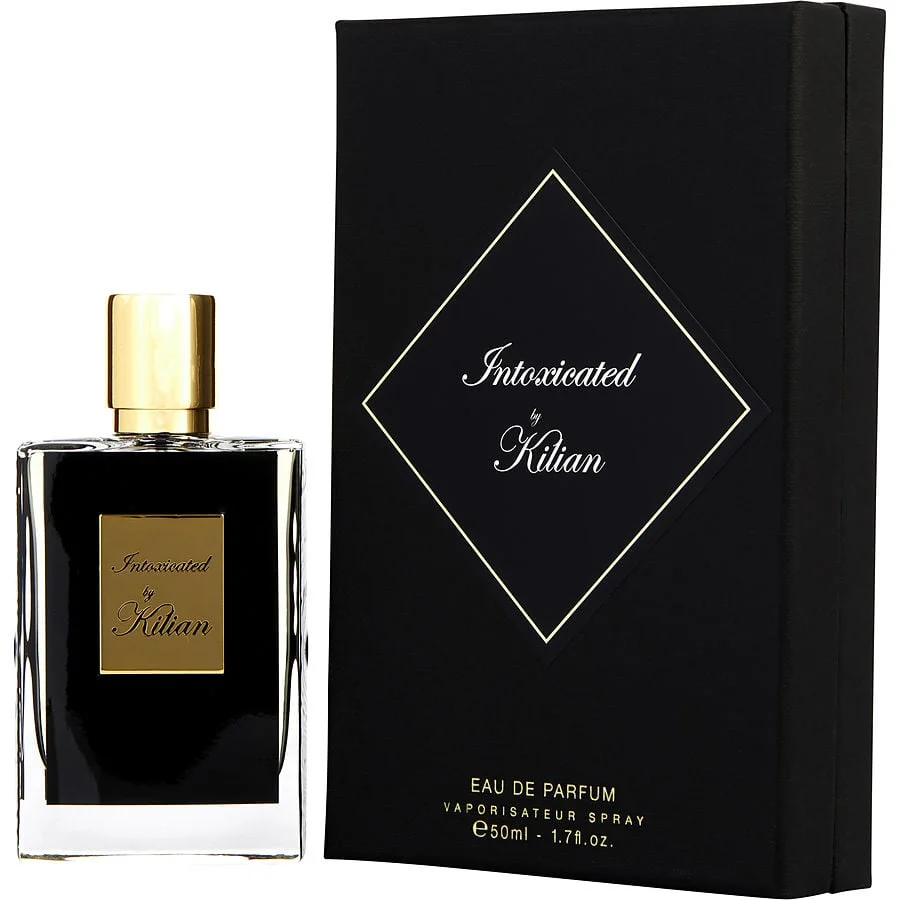 Intoxicated
by
Kilian
Intoxicated
by
Kilian
EAU DE PARFUM
VAPORISATEUR SPRAY
℮50ml - 1.7fl.oz.